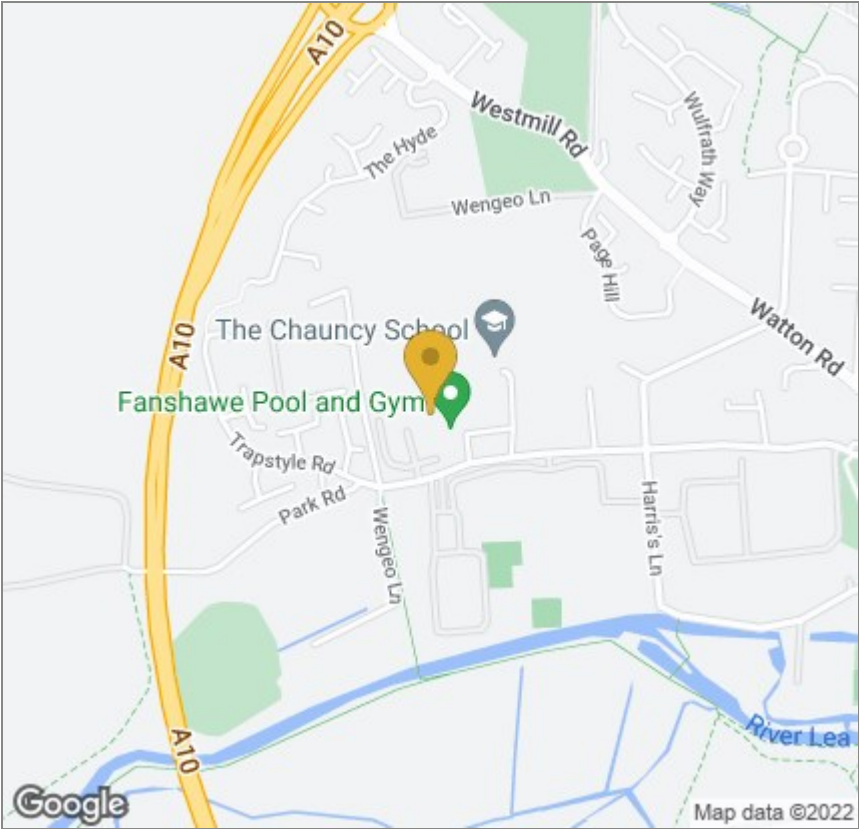 A10
Westmill Rd
Wulfrath Way
The Hyde
Wengeo Ln
Page Hill
The Chauncy School
A10
Watton Rd
Fanshawe Pool and Gym
Trapstyle Rd
Park Rd
Wengeo Ln
Harris's Ln
A10
River Lea
Google
Map data ©2022